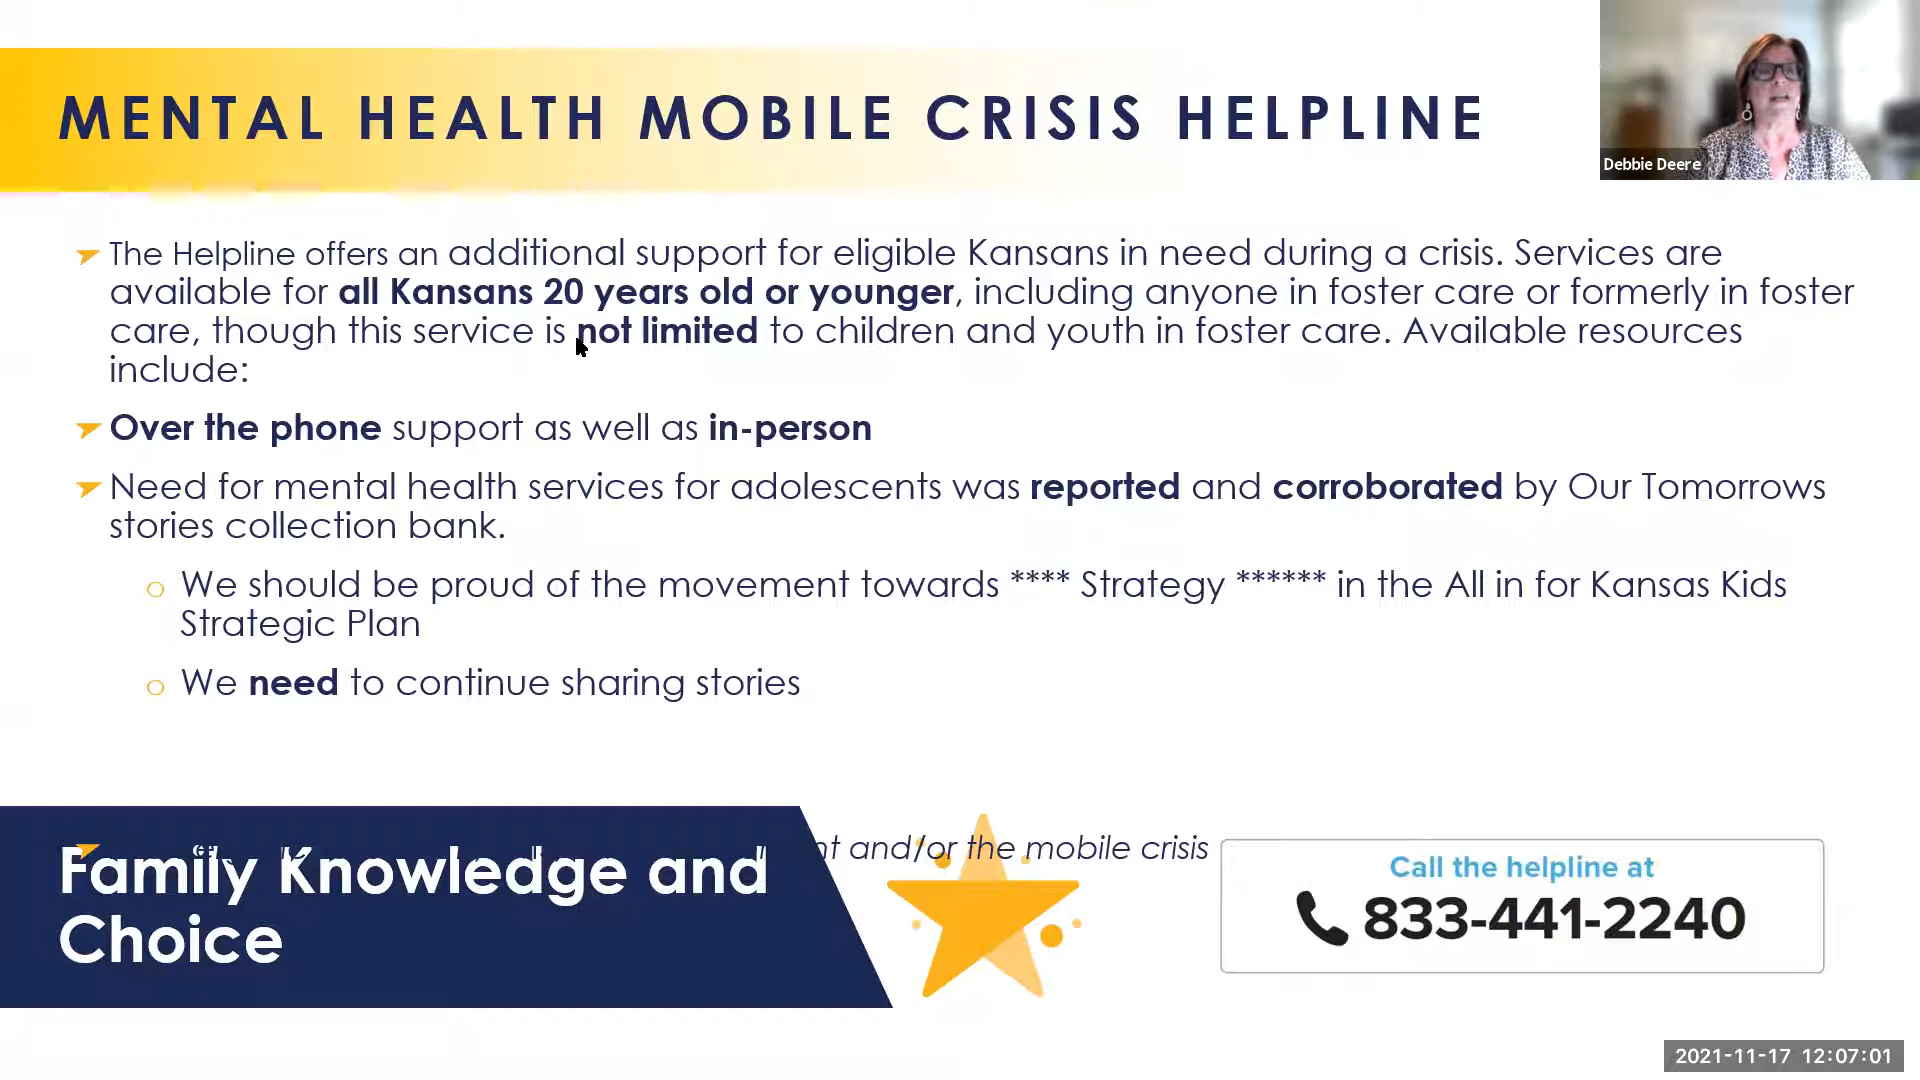 MENTAL HEALTH MOBILE CRISIS HELPLINE
Debbie Deere
The Helpline offers an additional support for eligible Kansans in need during a crisis. Services are
available for all Kansans 20 years old or younger, including anyone in foster care or formerly in foster
care, though this service is not limited to children and youth in foster care. Available resources
include:
Over the phone support as well as in-person
Need for mental health services for adolescents was reported and corroborated by Our Tomorrows
stories collection bank.
o We should be proud of the movement towards **** Strategy ****** in the All in for Kansas Kids
Strategic Plan
o We need to continue sharing stories
and/or the mobile crisis
Family Knowledge and
Choice
Call the helpline at
833-441-2240
2021-11-17 12:07:01